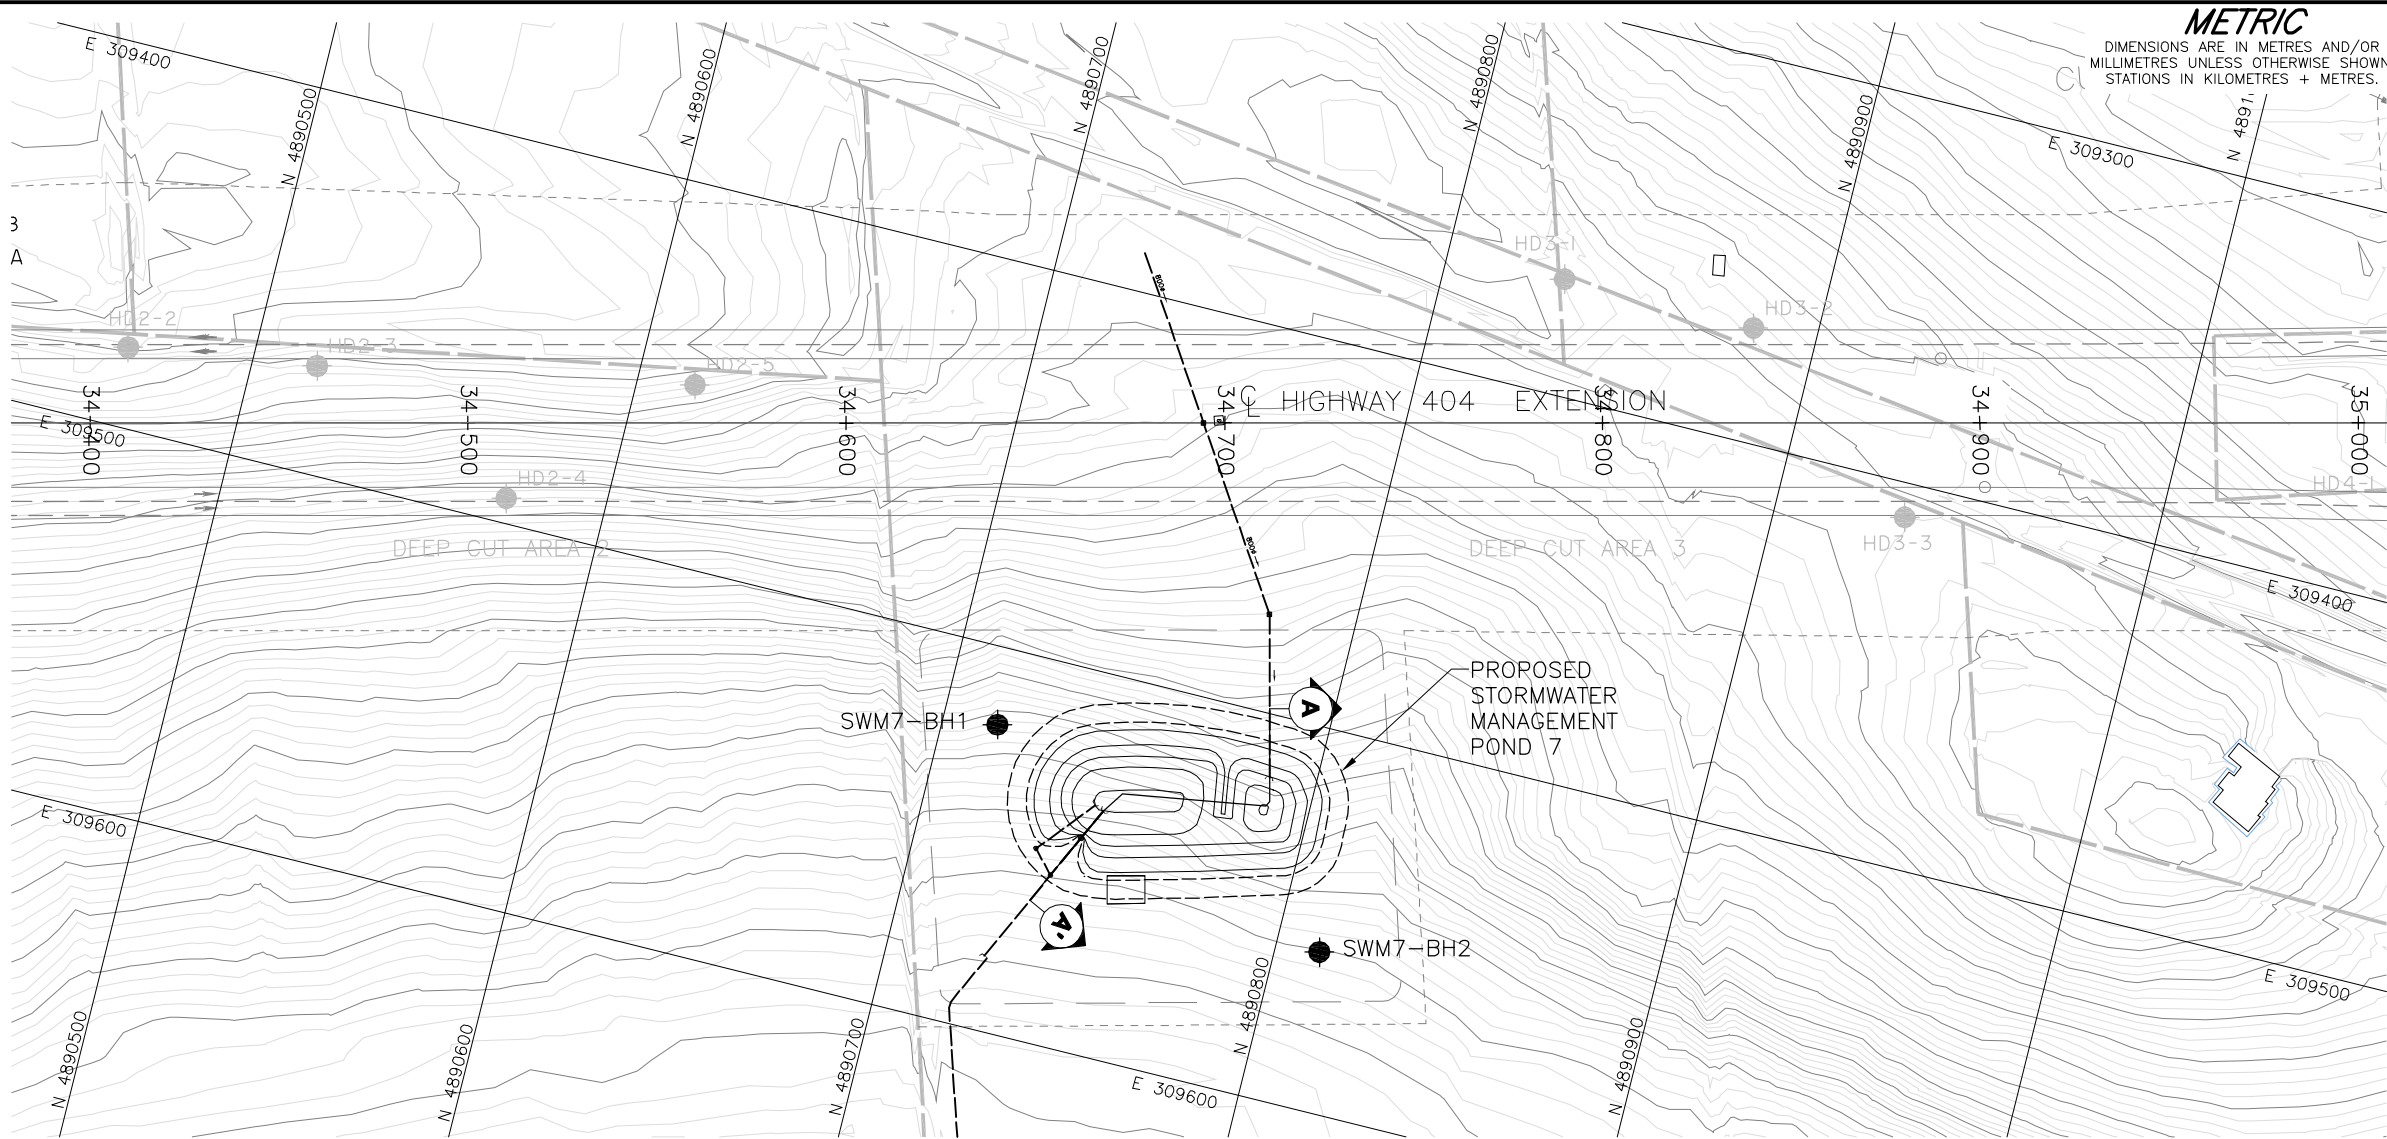 METRIC
DIMENSIONS ARE IN METRES AND/OR
MILLIMETRES UNLESS OTHERWISE SHOWN
STATIONS IN KILOMETRES + METRES.
E 309400
N 4890500
N 4890600
N 4890700
N 4890800
N 4890900
E 309300
B
A
HD2-2
HD2-3
HD2-5
HD3-1
HD3-2
800ø
34+400
34+500
34+600
34+700
34+800
34+900
35+000
℄ HIGHWAY 404 EXTENSION
E 309500
HD2-4
HD4-1
HD3-3
800ø
DEEP CUT AREA 2
DEEP CUT AREA 3
E 309400
PROPOSED
STORMWATER
MANAGEMENT
POND 7
SWM7-BH1
A
E 309600
A'
SWM7-BH2
E 309500
N 4890500
N 4890600
N 4890700
N 4890800
N 4890900
E 309600